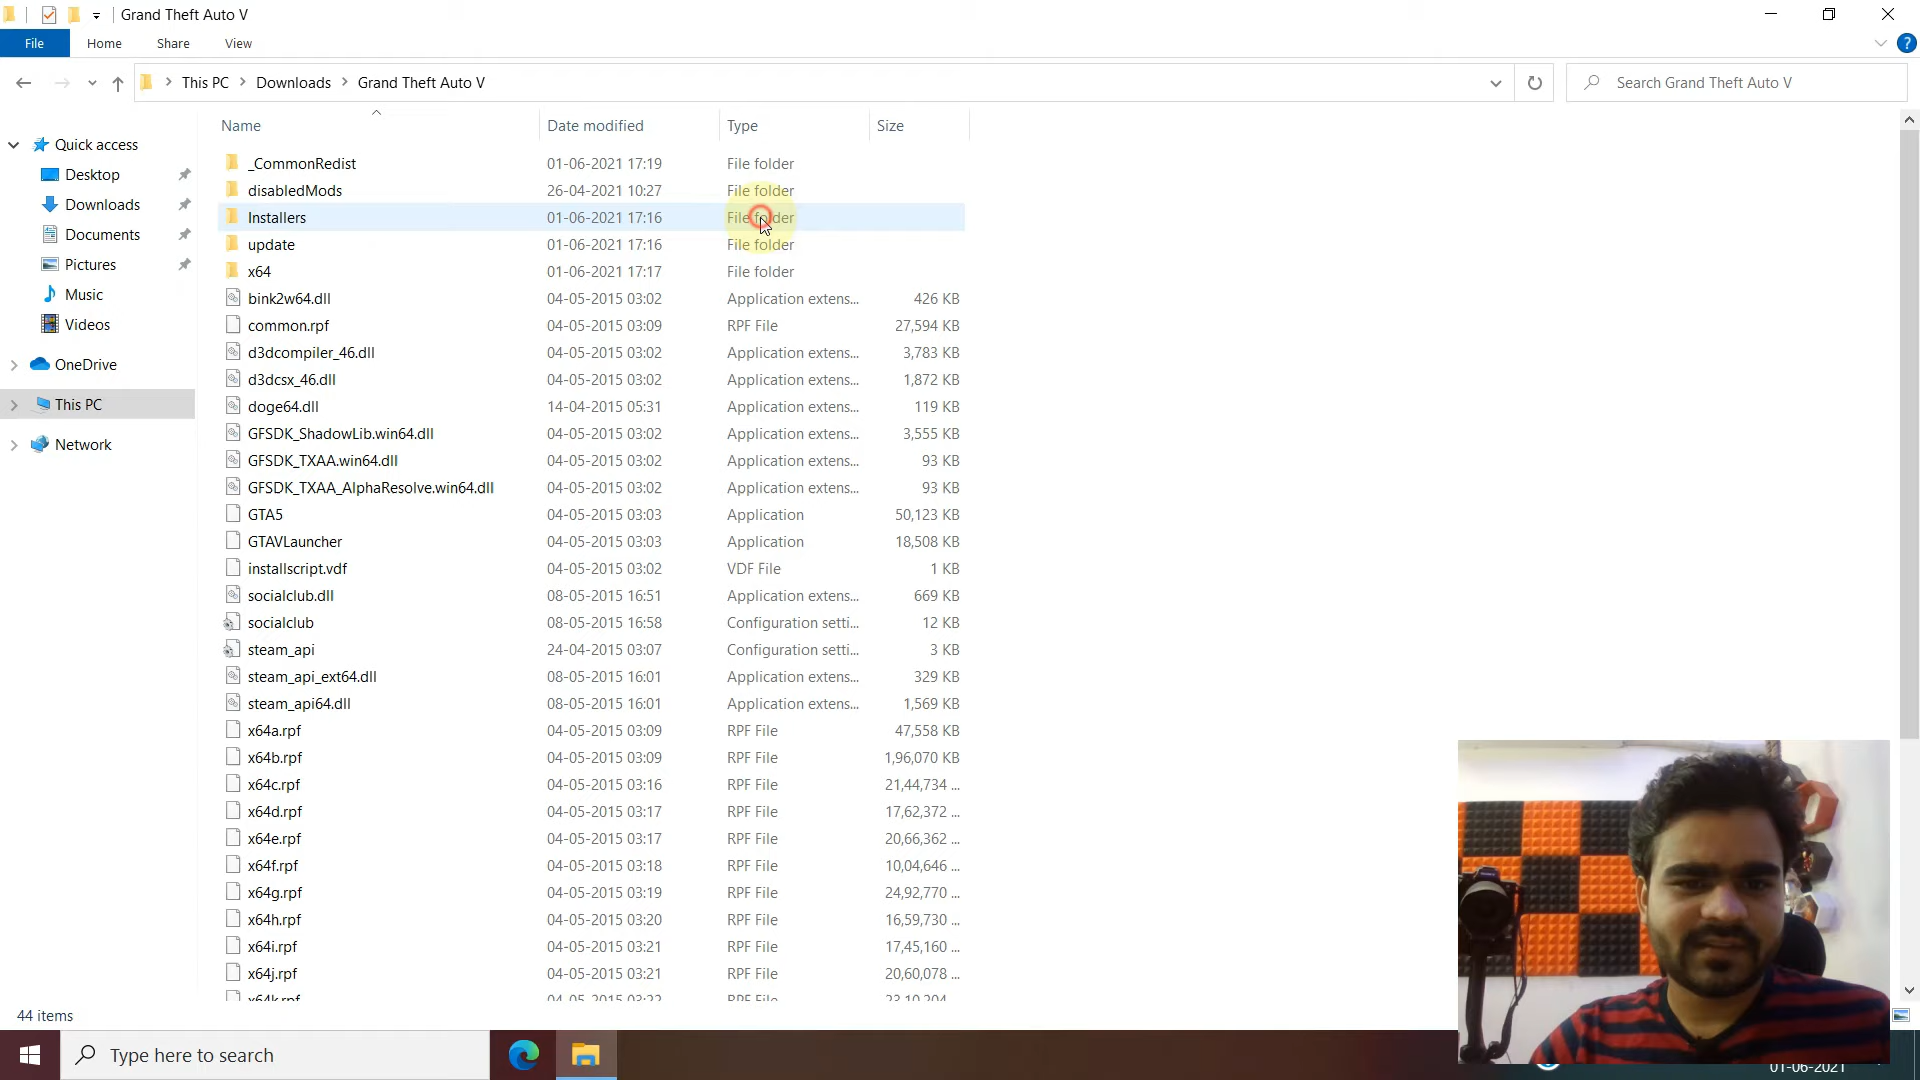 Grand Theft Auto V
File Home Share View
This PC Downloads Grand Theft Auto V
Search Grand Theft Auto V
Name Date modified Type Size
Quick access
Desktop
Downloads
Documents
Pictures
Music
Videos
OneDrive
This PC
Network
_CommonRedist 01-06-2021 17:19 File folder
disabledMods 26-04-2021 10:27 File folder
Installers 01-06-2021 17:16 File folder
update 01-06-2021 17:16 File folder
x64 01-06-2021 17:17 File folder
bink2w64.dll 04-05-2015 03:02 Application extens... 426 KB
common.rpf 04-05-2015 03:09 RPF File 27,594 KB
d3dcompiler_46.dll 04-05-2015 03:02 Application extens... 3,783 KB
d3dcsx_46.dll 04-05-2015 03:02 Application extens... 1,872 KB
doge64.dll 14-04-2015 05:31 Application extens... 119 KB
GFSDK_ShadowLib.win64.dll 04-05-2015 03:02 Application extens... 3,555 KB
GFSDK_TXAA.win64.dll 04-05-2015 03:02 Application extens... 93 KB
GFSDK_TXAA_AlphaResolve.win64.dll 04-05-2015 03:02 Application extens... 93 KB
GTA5 04-05-2015 03:03 Application 50,123 KB
GTAVLauncher 04-05-2015 03:03 Application 18,508 KB
installscript.vdf 04-05-2015 03:02 VDF File 1 KB
socialclub.dll 08-05-2015 16:51 Application extens... 669 KB
socialclub 08-05-2015 16:58 Configuration setti... 12 KB
steam_api 24-04-2015 03:07 Configuration setti... 3 KB
steam_api_ext64.dll 08-05-2015 16:01 Application extens... 329 KB
steam_api64.dll 08-05-2015 16:01 Application extens... 1,569 KB
x64a.rpf 04-05-2015 03:09 RPF File 47,558 KB
x64b.rpf 04-05-2015 03:09 RPF File 1,96,070 KB
x64c.rpf 04-05-2015 03:16 RPF File 21,44,734 ...
x64d.rpf 04-05-2015 03:17 RPF File 17,62,372 ...
x64e.rpf 04-05-2015 03:17 RPF File 20,66,362 ...
x64f.rpf 04-05-2015 03:18 RPF File 10,04,646 ...
x64g.rpf 04-05-2015 03:19 RPF File 24,92,770 ...
x64h.rpf 04-05-2015 03:20 RPF File 16,59,730 ...
x64i.rpf 04-05-2015 03:21 RPF File 17,45,160 ...
x64j.rpf 04-05-2015 03:21 RPF File 20,60,078 ...
x64k.rpf 04-05-2015 03:22 RPF File 23,10,204 ...
44 items
Type here to search
01-06-2021